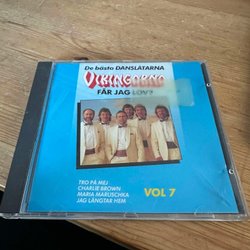 De bästa DANSLÅTARNA
VIKINGARNA
FÅR JAG LOV?
TRO PÅ MEJ
CHARLIE BROWN
MARIA MARUSCHKA
JAG LÄNGTAR HEM
VOL 7